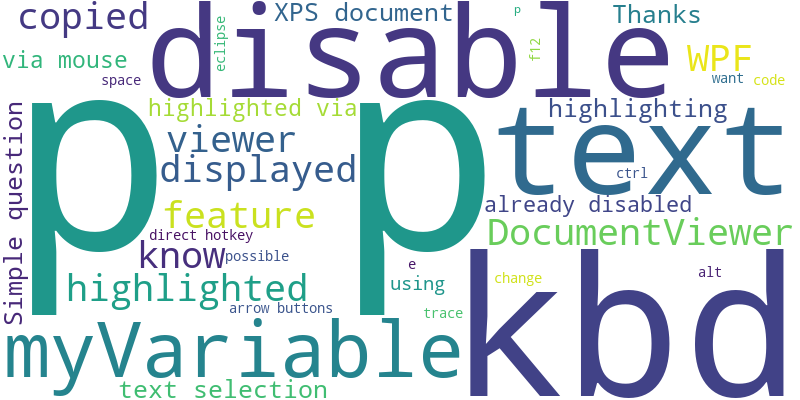 copied
disable
eclipse
XPS document
p
Thanks
via mouse
space
f12
WPF
want
code
highlighted via
highlighting
p p
text
viewer
displayed
ctrl
Simple question
feature
already disabled
direct hotkey
DocumentViewer
know
possible
e
alt
highlighted
using
change
kbd
arrow buttons
trace
myVariable
text selection